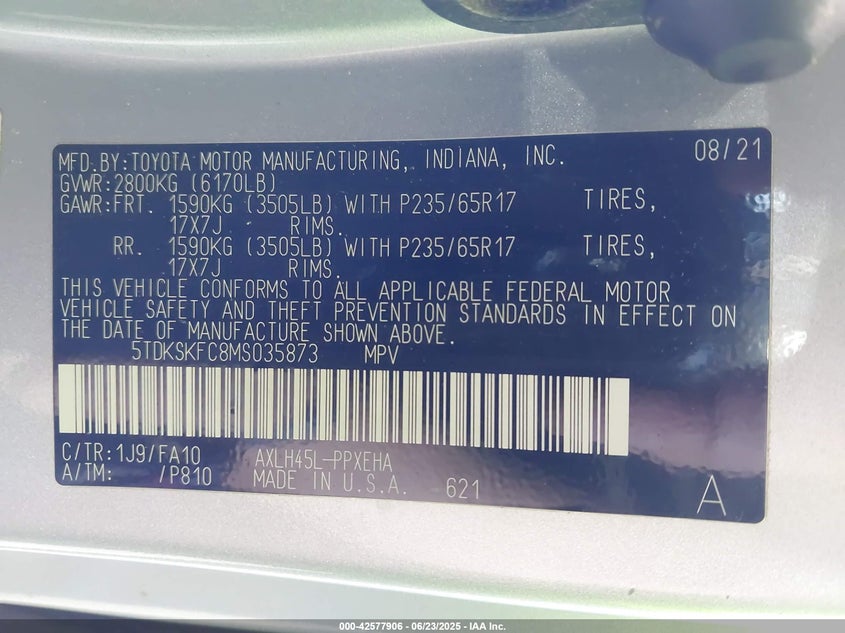 MFD.BY:TOYOTA MOTOR MANUFACTURING, INDIANA, INC. 08/21
GVWR:2800KG (6170LB)
GAWR:FRT. 1590KG (3505LB) WITH P235/65R17 TIRES,
17X7J RIMS.
RR. 1590KG (3505LB) WITH P235/65R17 TIRES,
17X7J RIMS.
THIS VEHICLE CONFORMS TO ALL APPLICABLE FEDERAL MOTOR
VEHICLE SAFETY AND THEFT PREVENTION STANDARDS IN EFFECT ON
THE DATE OF MANUFACTURE SHOWN ABOVE.
5TDKSKFC8MS035873 MPV
C/TR:1J9/FA10 AXLH45L-PPXEHA
A/TM: /P810 MADE IN U.S.A. 621 A
000-42577906 - 06/23/2025 - IAA Inc.